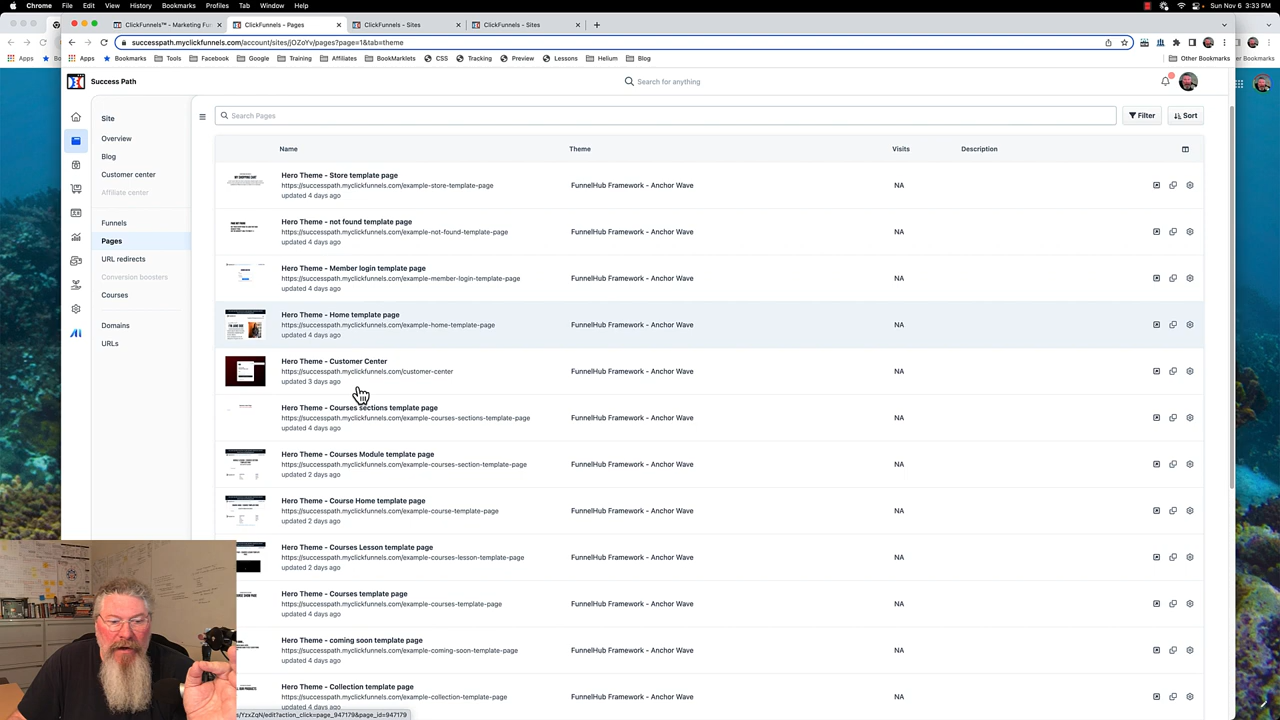 Chrome File Edit View History Bookmarks Profiles Tab Window Help
Sun Nov 6 3:33 PM
ClickFunnels™ - Marketing Fu
ClickFunnels - Pages
ClickFunnels - Sites
ClickFunnels - Sites
successpath.myclickfunnels.com/account/sites/jOZoYv/pages?page=1&tab=theme
Apps
Apps Bookmarks Tools Facebook Google Training Affiliates BookMarklets CSS Tracking Preview Lessons Helium Blog
Other Bookmarks
Success Path
Search for anything
Site
Overview
Blog
Customer center
Affiliate center
Funnels
Pages
URL redirects
Conversion boosters
Courses
Domains
URLs
Search Pages
Filter
Sort
Name Theme Visits Description
Hero Theme - Store template page
https://successpath.myclickfunnels.com/example-store-template-page FunnelHub Framework - Anchor Wave NA
updated 4 days ago
Hero Theme - not found template page
https://successpath.myclickfunnels.com/example-not-found-template-page FunnelHub Framework - Anchor Wave NA
updated 4 days ago
Hero Theme - Member login template page
https://successpath.myclickfunnels.com/example-member-login-template-page FunnelHub Framework - Anchor Wave NA
updated 4 days ago
Hero Theme - Home template page
https://successpath.myclickfunnels.com/example-home-template-page FunnelHub Framework - Anchor Wave NA
updated 4 days ago
Hero Theme - Customer Center
https://successpath.myclickfunnels.com/customer-center FunnelHub Framework - Anchor Wave NA
updated 3 days ago
Hero Theme - Courses sections template page
https://successpath.myclickfunnels.com/example-courses-sections-template-page FunnelHub Framework - Anchor Wave NA
updated 4 days ago
Hero Theme - Courses Module template page
https://successpath.myclickfunnels.com/example-courses-section-template-page FunnelHub Framework - Anchor Wave NA
updated 2 days ago
Hero Theme - Course Home template page
https://successpath.myclickfunnels.com/example-course-template-page FunnelHub Framework - Anchor Wave NA
updated 2 days ago
Hero Theme - Courses Lesson template page
https://successpath.myclickfunnels.com/example-courses-lesson-template-page FunnelHub Framework - Anchor Wave NA
updated 2 days ago
Hero Theme - Courses template page
https://successpath.myclickfunnels.com/example-courses-template-page FunnelHub Framework - Anchor Wave NA
updated 4 days ago
Hero Theme - coming soon template page
https://successpath.myclickfunnels.com/example-coming-soon-template-page FunnelHub Framework - Anchor Wave NA
updated 4 days ago
Hero Theme - Collection template page
https://successpath.myclickfunnels.com/example-collection-template-page FunnelHub Framework - Anchor Wave NA
updated 4 days ago
s/YzxZqN/edit?action_click=page_947179&page_id=947179